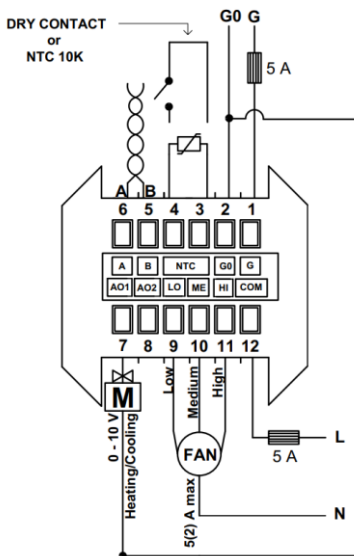 DRY CONTACT
or
NTC 10K
G0 G
5 A
A B
6 5 4 3 2 1
A B NTC G0 G
AO1 AO2 LO ME HI COM
7 8 9 10 11 12
Low
Medium
High
M
0 - 10 V
Heating/Cooling
FAN
5(2) A max
5 A
L
N